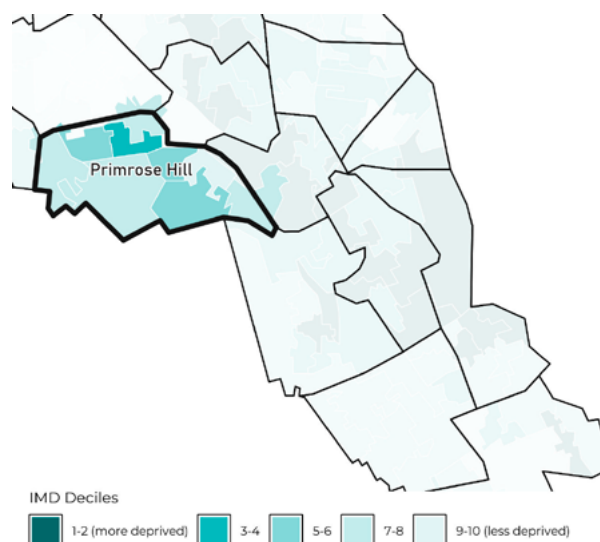 Primrose Hill
IMD Deciles
1-2 (more deprived) 3-4 5-6 7-8 9-10 (less deprived)